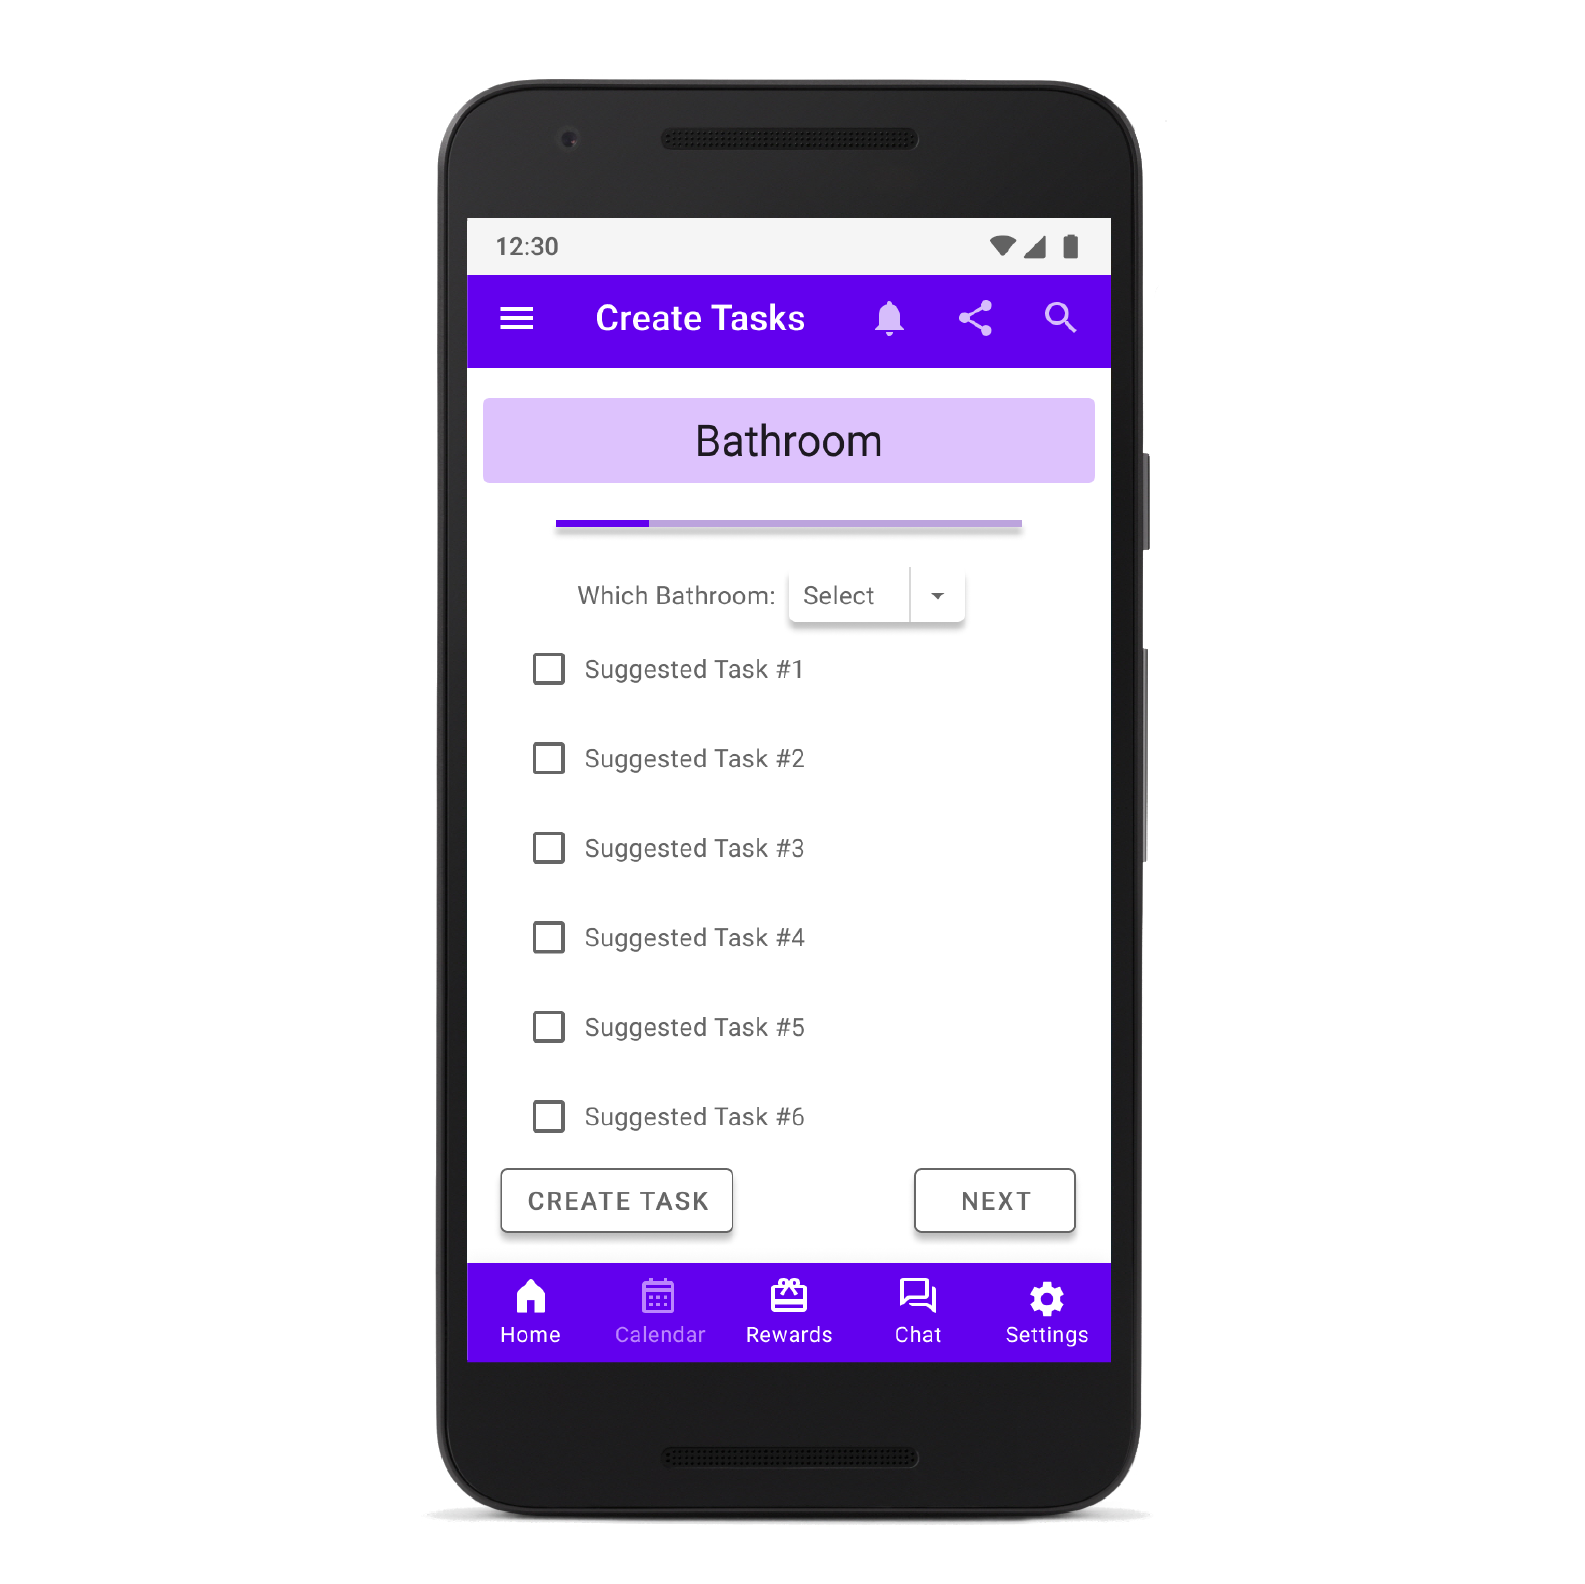 12:30
Create Tasks
Bathroom
Which Bathroom: Select
Suggested Task #1
Suggested Task #2
Suggested Task #3
Suggested Task #4
Suggested Task #5
Suggested Task #6
CREATE TASK NEXT
Home Calendar Rewards Chat Settings